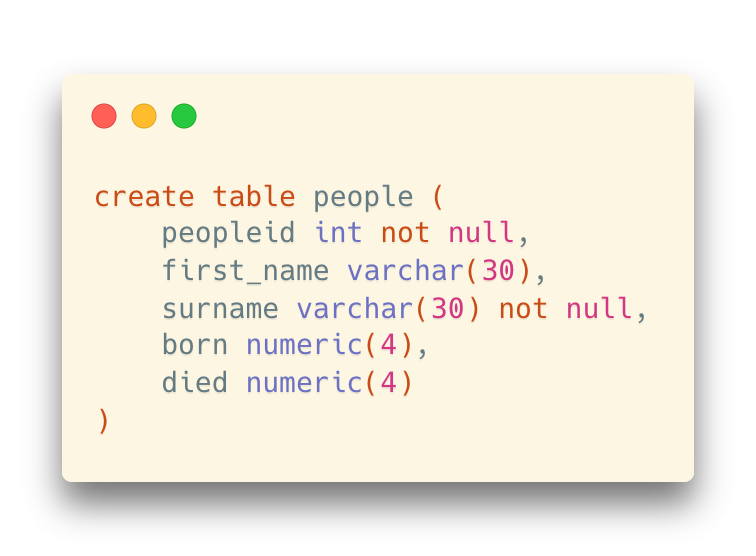 create table people (
    peopleid int not null,
    first_name varchar(30),
    surname varchar(30) not null,
    born numeric(4),
    died numeric(4)
)